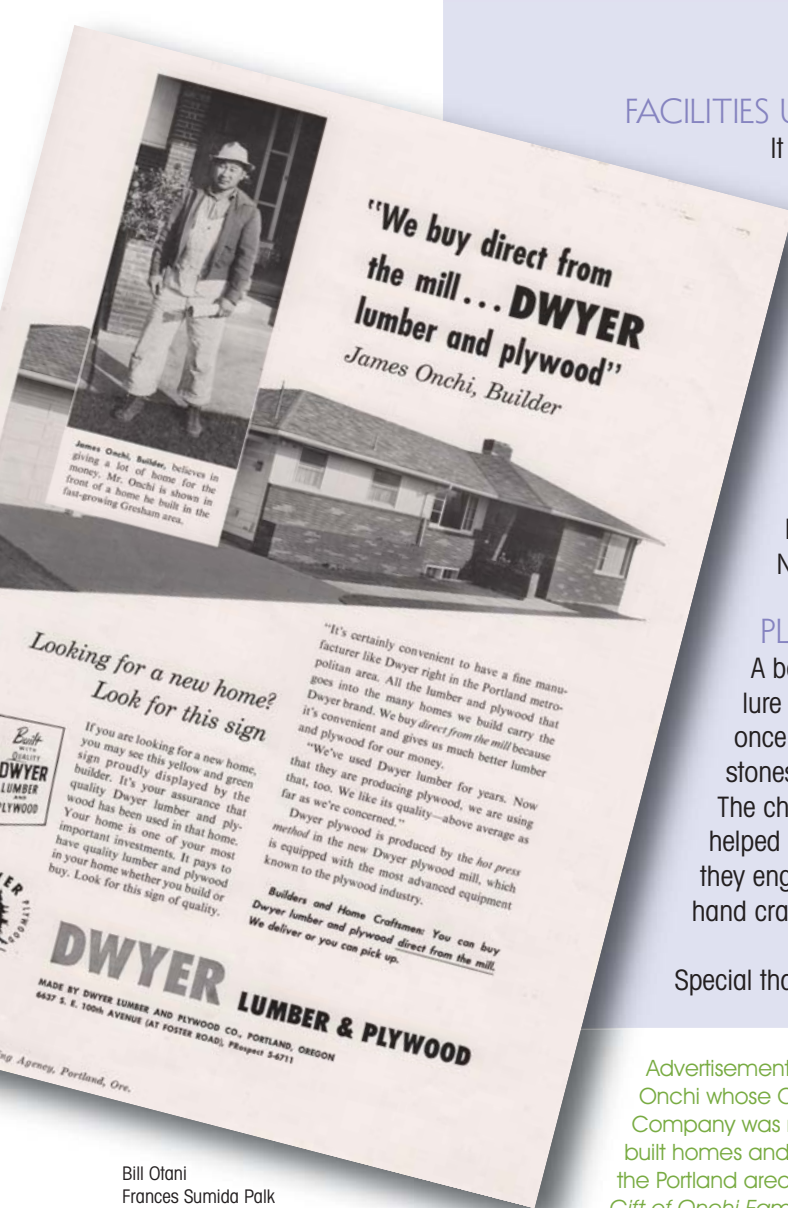 "We buy direct from
the mill... DWYER
lumber and plywood"
James Onchi, Builder
James Onchi, Builder, believes in
giving a lot of home for the
money. Mr. Onchi is shown in
front of a home he built in the
fast-growing Gresham area.
Looking for a new home?
Look for this sign
Built
WITH
QUALITY
DWYER
LUMBER
AND
PLYWOOD
If you are looking for a new home,
you may see this yellow and green
sign proudly displayed by the
builder. It's your assurance that
quality Dwyer lumber and ply-
wood has been used in that home.
Your home is one of your most
important investments. It pays to
have quality lumber and plywood
in your home whether you build or
buy. Look for this sign of quality.
"It's certainly convenient to have a fine manu-
facturer like Dwyer right in the Portland metro-
politan area. All the lumber and plywood that
goes into the many homes we build carry the
Dwyer brand. We buy direct from the mill because
it's convenient and gives us much better lumber
and plywood for our money.
"We've used Dwyer lumber for years. Now
that they are producing plywood, we are using
that, too. We like its quality—above average as
far as we're concerned."
Dwyer plywood is produced by the hot press
method in the new Dwyer plywood mill, which
is equipped with the most advanced equipment
known to the plywood industry.
Builders and Home Craftsmen: You can buy
Dwyer lumber and plywood direct from the mill.
We deliver or you can pick up.
PLYWOOD
DWYER LUMBER & PLYWOOD
MADE BY DWYER LUMBER AND PLYWOOD CO., PORTLAND, OREGON
6637 S. E. 100th AVENUE (AT FOSTER ROAD), PRospect 5-6711
Agency, Portland, Ore.
Bill Otani
Frances Sumida Palk
FACILITIES
It
A
lure
once
stones
The
helped
they
hand
Special
Advertisement
Onchi whose
Company was
built homes and
the Portland area
Gift of Onchi